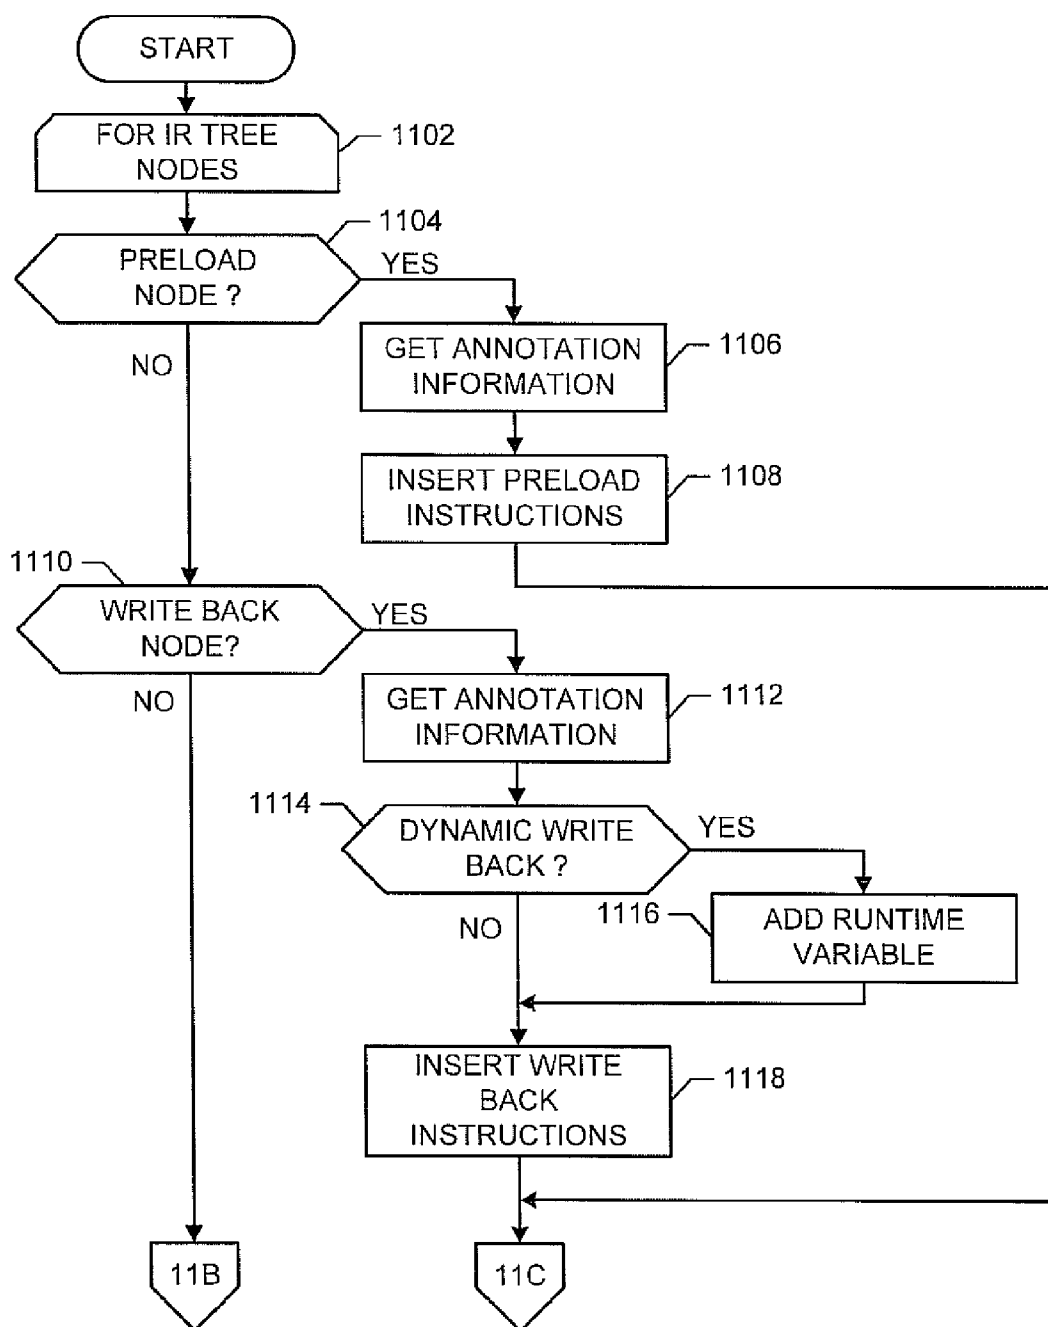 START
FOR IR TREE
NODES
1102
1104
PRELOAD
NODE ?
YES
NO
GET ANNOTATION
INFORMATION
1106
INSERT PRELOAD
INSTRUCTIONS
1108
1110
WRITE BACK
NODE?
YES
NO
GET ANNOTATION
INFORMATION
1112
1114
DYNAMIC WRITE
BACK ?
YES
NO
1116
ADD RUNTIME
VARIABLE
INSERT WRITE
BACK
INSTRUCTIONS
1118
11B
11C